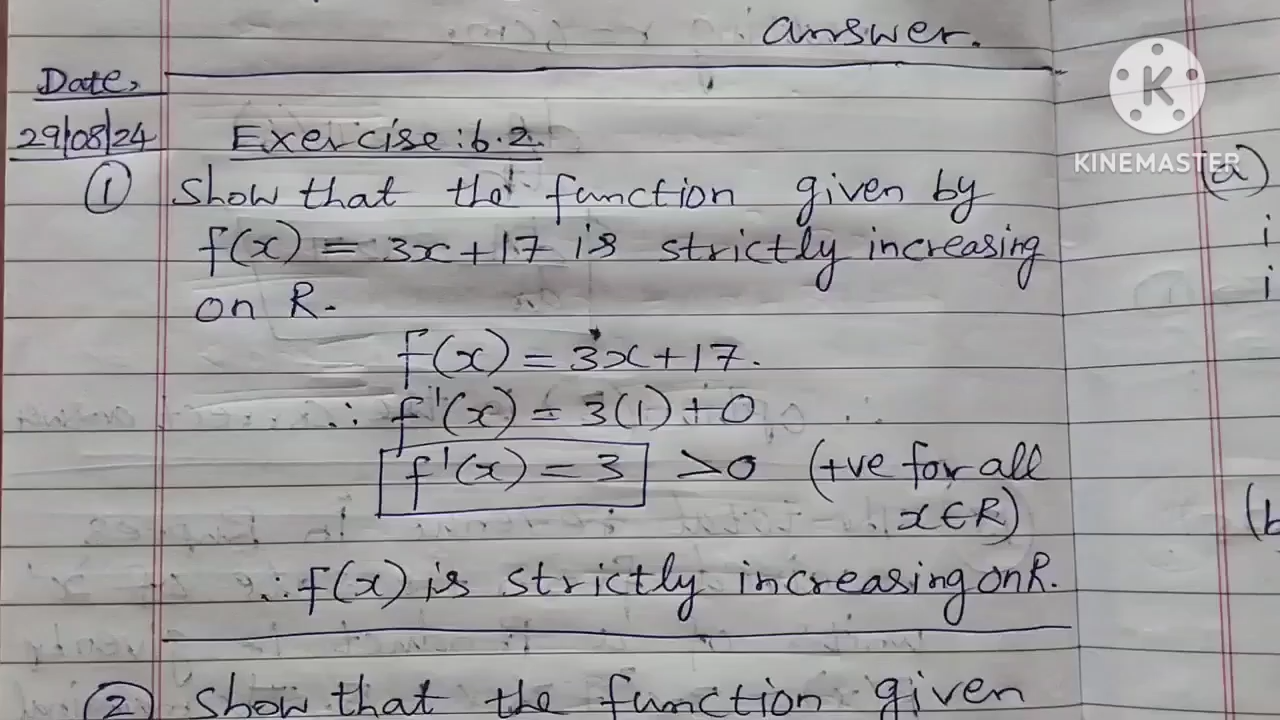 answer.
Date,
29/08/24
Exercise:6.2.
① Show that the function given by
f(x) = 3x+17 is strictly increasing
on R.
f(x) = 3x+17.
∴ f'(x) = 3(1)+0
f'(x) = 3 >0 (+ve for all
x∈R)
∴ f(x) is strictly increasing on R.
② Show that the function given
K
KINEMASTER
(a)
i
i
(b